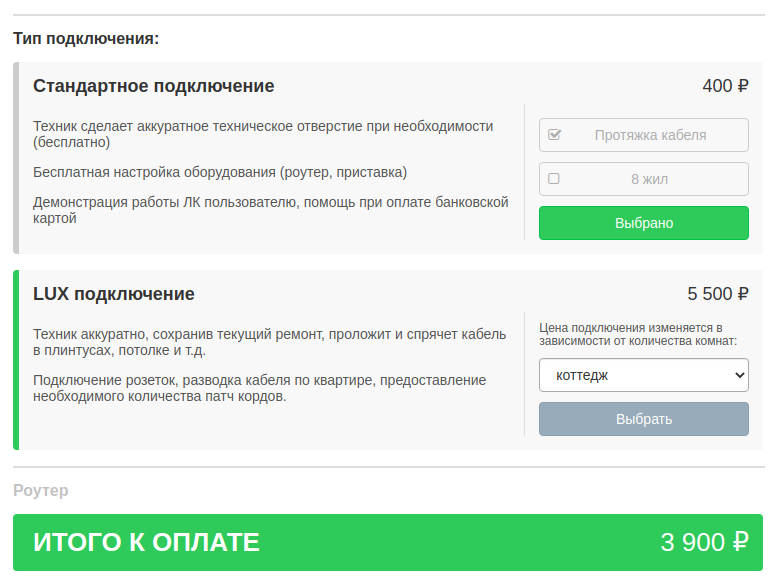 Тип подключения:
Стандартное подключение
400 ₽
Техник сделает аккуратное техническое отверстие при необходимости
(бесплатно)
Бесплатная настройка оборудования (роутер, приставка)
Демонстрация работы ЛК пользователю, помощь при оплате банковской
картой
Протяжка кабеля
8 жил
Выбрано
LUX подключение
5 500 ₽
Техник аккуратно, сохранив текущий ремонт, проложит и спрячет кабель
в плинтусах, потолке и т.д.
Подключение розеток, разводка кабеля по квартире, предоставление
необходимого количества патч кордов.
Цена подключения изменяется в
зависимости от количества комнат:
коттедж
Выбрать
Роутер
ИТОГО К ОПЛАТЕ
3 900 ₽